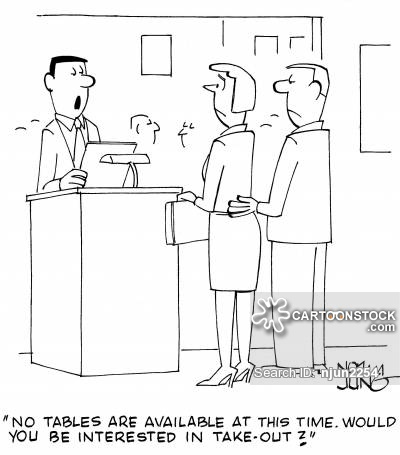 CARTOONSTOCK
.com
Search ID: njun2254
"NO TABLES ARE AVAILABLE AT THIS TIME. WOULD
YOU BE INTERESTED IN TAKE-OUT?"